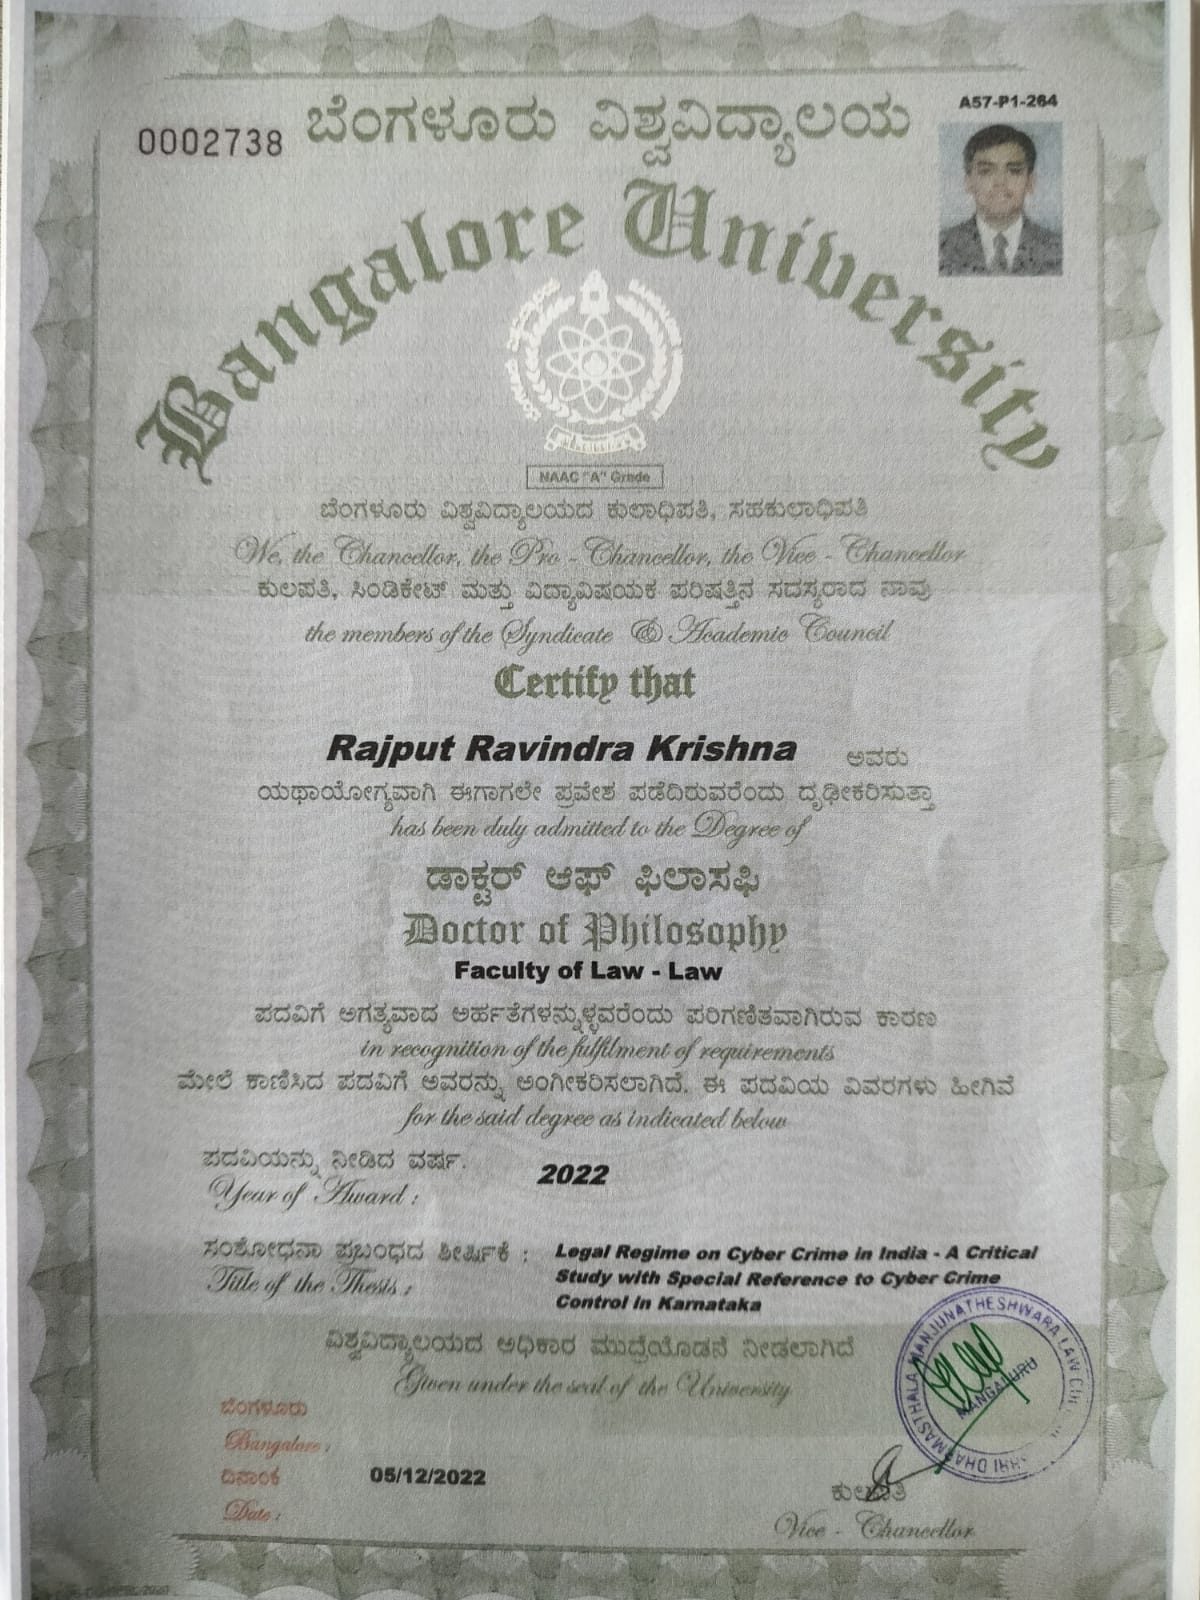 A57-P1-264
0002738
ಬೆಂಗಳೂರು ವಿಶ್ವವಿದ್ಯಾಲಯ
Bangalore University
NAAC "A" Grade
ಬೆಂಗಳೂರು ವಿಶ್ವವಿದ್ಯಾಲಯದ ಕುಲಾಧಿಪತಿ, ಸಹಕುಲಾಧಿಪತಿ
We, the Chancellor, the Pro - Chancellor, the Vice - Chancellor
ಕುಲಪತಿ, ಸಿಂಡಿಕೇಟ್ ಮತ್ತು ವಿದ್ಯಾವಿಷಯಕ ಪರಿಷತ್ತಿನ ಸದಸ್ಯರಾದ ನಾವು
the members of the Syndicate & Academic Council
Certify that
Rajput Ravindra Krishna ಅವರು
ಯಥಾಯೋಗ್ಯವಾಗಿ ಈಗಾಗಲೇ ಪ್ರವೇಶ ಪಡೆದಿರುವರೆಂದು ದೃಢೀಕರಿಸುತ್ತಾ
has been duly admitted to the Degree of
ಡಾಕ್ಟರ್ ಆಫ್ ಫಿಲಾಸಫಿ
Doctor of Philosophy
Faculty of Law - Law
ಪದವಿಗೆ ಅಗತ್ಯವಾದ ಅರ್ಹತೆಗಳನ್ನುಳ್ಳವರೆಂದು ಪರಿಗಣಿತವಾಗಿರುವ ಕಾರಣ
in recognition of the fulfilment of requirements
ಮೇಲೆ ಕಾಣಿಸಿದ ಪದವಿಗೆ ಅವರನ್ನು ಅಂಗೀಕರಿಸಲಾಗಿದೆ. ಈ ಪದವಿಯ ವಿವರಗಳು ಹೀಗಿವೆ
for the said degree as indicated below
ಪದವಿಯನ್ನು ನೀಡಿದ ವರ್ಷ.
Year of Award : 2022
ಸಂಶೋಧನಾ ಪ್ರಬಂಧದ ಶೀರ್ಷಿಕೆ :
Title of the Thesis :
Legal Regime on Cyber Crime in India - A Critical
Study with Special Reference to Cyber Crime
Control in Karnataka
ವಿಶ್ವವಿದ್ಯಾಲಯದ ಅಧಿಕಾರ ಮುದ್ರೆಯೊಡನೆ ನೀಡಲಾಗಿದೆ
Given under the seal of the University
ಬೆಂಗಳೂರು
Bangalore :
ದಿನಾಂಕ
Date :
05/12/2022
SHRI DHARMASTHALA MANJUNATHESHWARA LAW
MANGALURU
ಕುಲಪತಿ
Vice - Chancellor